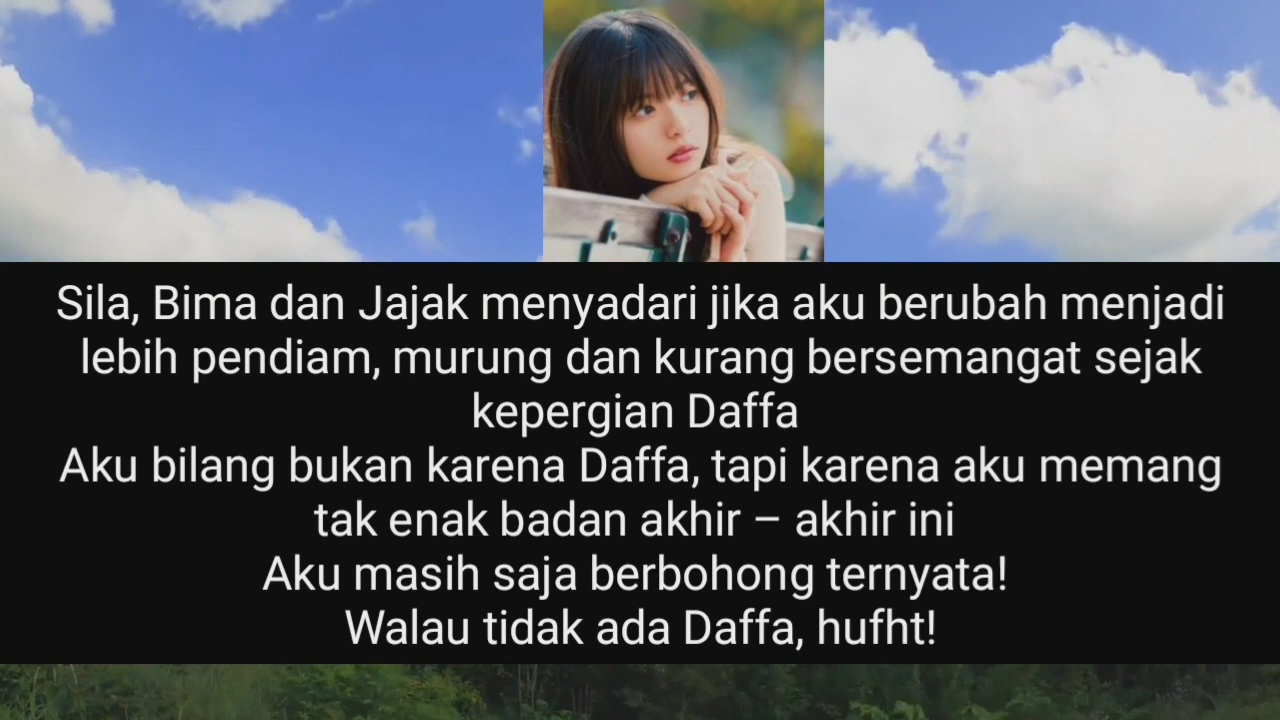 Sila, Bima dan Jajak menyadari jika aku berubah menjadi
lebih pendiam, murung dan kurang bersemangat sejak
kepergian Daffa
Aku bilang bukan karena Daffa, tapi karena aku memang
tak enak badan akhir – akhir ini
Aku masih saja berbohong ternyata!
Walau tidak ada Daffa, hufht!